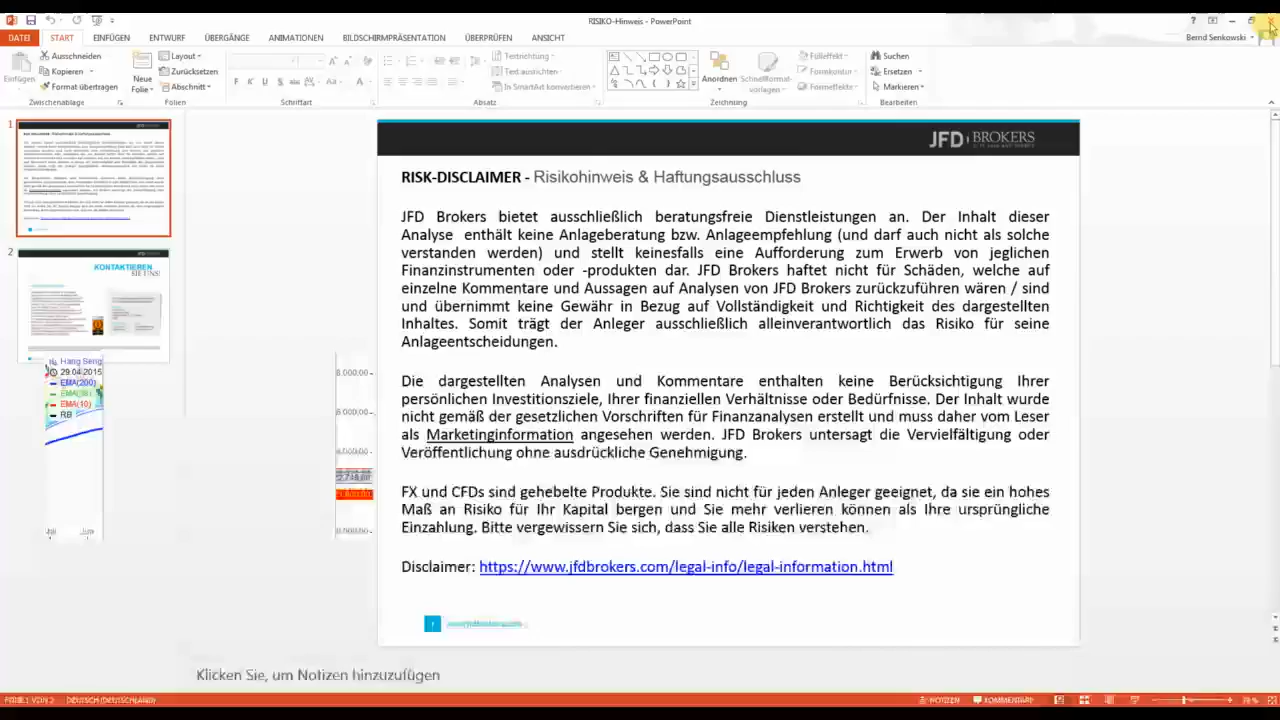 RISIKO-Hinweis - PowerPoint
DATEI START EINFÜGEN ENTWURF ÜBERGÄNGE ANIMATIONEN BILDSCHIRMPRÄSENTATION ÜBERPRÜFEN ANSICHT
Bernd Senkowski
Einfügen
Ausschneiden
Kopieren
Format übertragen
Zwischenablage
Neue Folie
Layout
Zurücksetzen
Abschnitt
Folien
F K U S abc
Schriftart
Textrichtung
Text ausrichten
In SmartArt konvertieren
Absatz
Anordnen
Schnellformat-
vorlagen
Fülleffekt
Formkontur
Formeffekte
Zeichnung
Suchen
Ersetzen
Markieren
Bearbeiten
1
2
KONTAKTIEREN
SIE UNS!
Hang Seng
29.04.2015
EMA(200)
EMA(10)
RB
JFD BROKERS
RISK-DISCLAIMER - Risikohinweis & Haftungsausschluss
JFD Brokers bietet ausschließlich beratungsfreie Dienstleistungen an. Der Inhalt dieser
Analyse enthält keine Anlageberatung bzw. Anlageempfehlung (und darf auch nicht als solche
verstanden werden) und stellt keinesfalls eine Aufforderung zum Erwerb von jeglichen
Finanzinstrumenten oder -produkten dar. JFD Brokers haftet nicht für Schäden, welche auf
einzelne Kommentare und Aussagen auf Analysen von JFD Brokers zurückzuführen wären / sind
und übernimmt keine Gewähr in Bezug auf Vollständigkeit und Richtigkeit des dargestellten
Inhaltes. Somit trägt der Anleger ausschließlich alleinverantwortlich das Risiko für seine
Anlageentscheidungen.
Die dargestellten Analysen und Kommentare enthalten keine Berücksichtigung Ihrer
persönlichen Investitionsziele, Ihrer finanziellen Verhältnisse oder Bedürfnisse. Der Inhalt wurde
nicht gemäß der gesetzlichen Vorschriften für Finanzanalysen erstellt und muss daher vom Leser
als Marketinginformation angesehen werden. JFD Brokers untersagt die Vervielfältigung oder
Veröffentlichung ohne ausdrückliche Genehmigung.
FX und CFDs sind gehebelte Produkte. Sie sind nicht für jeden Anleger geeignet, da sie ein hohes
Maß an Risiko für Ihr Kapital bergen und Sie mehr verlieren können als Ihre ursprüngliche
Einzahlung. Bitte vergewissern Sie sich, dass Sie alle Risiken verstehen.
Disclaimer: https://www.jfdbrokers.com/legal-info/legal-information.html
Klicken Sie, um Notizen hinzuzufügen
FOLIE 1 VON 2 DEUTSCH (DEUTSCHLAND)
NOTIZEN KOMMENTARE